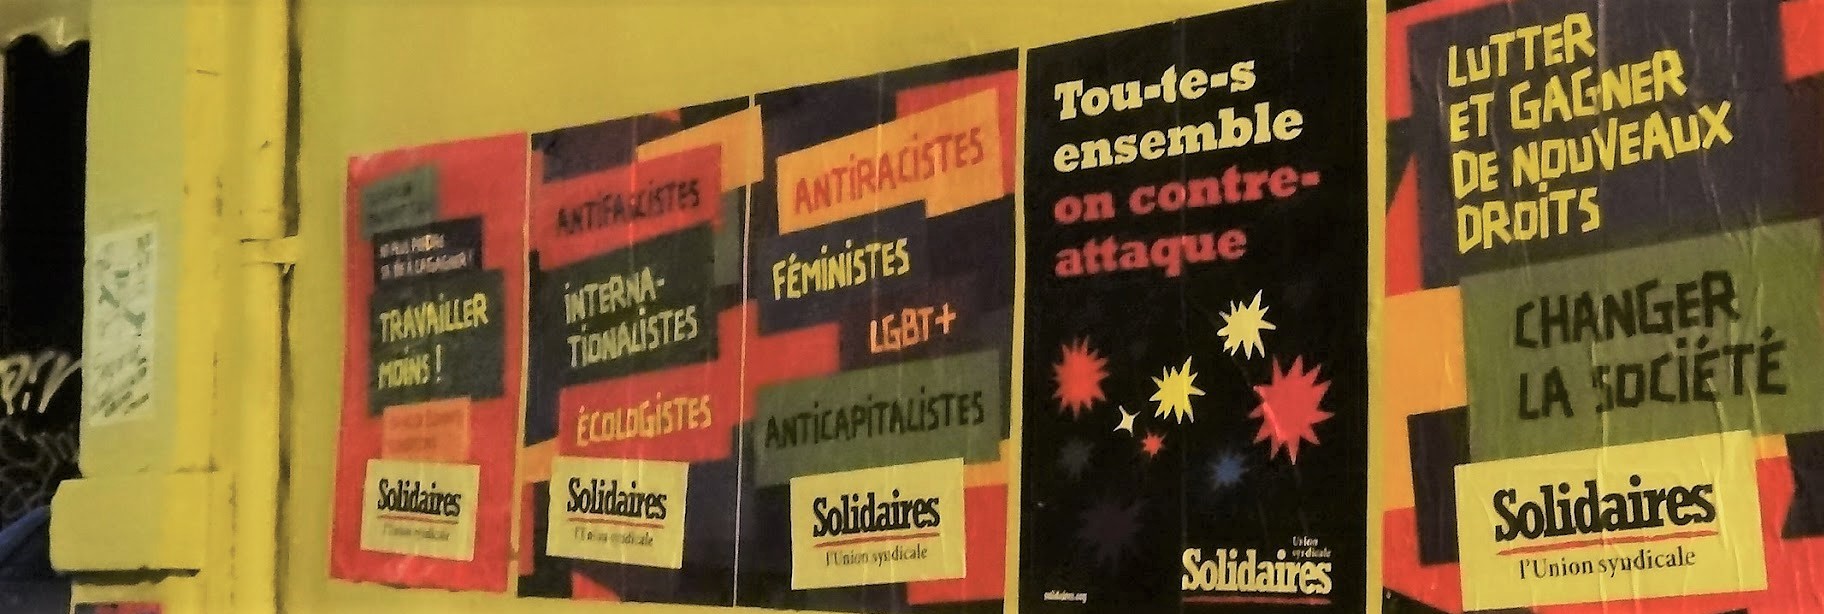 TRAVAILLER
MOINS !
Solidaires
l'Union syndicale
ANTIFASCISTES
INTERNA-
TIONALISTES
ÉCOLOGISTES
Solidaires
l'Union syndicale
ANTIRACISTES
FÉMINISTES
LGBT+
ANTICAPITALISTES
Solidaires
l'Union syndicale
Tou-te-s
ensemble
on contre-
attaque
Union
syndicale
Solidaires
solidaires.org
LUTTER
ET GAGNER
DE NOUVEAUX
DROITS
CHANGER
LA SOCIÉTÉ
Solidaires
l'Union syndicale